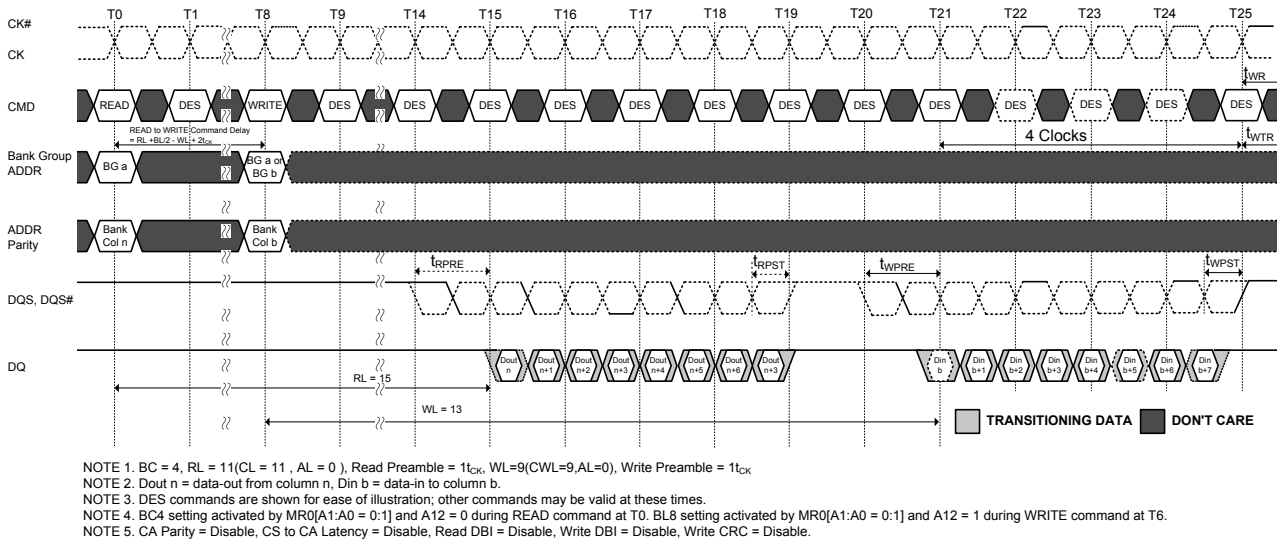 CK#
CK
T0 T1 T8 T9 T14 T15 T16 T17 T18 T19 T20 T21 T22 T23 T24 T25
tWR
CMD
READ DES WRITE DES DES DES DES DES DES DES DES DES DES DES DES DES
READ to WRITE Command Delay
= RL +BL/2 - WL + 2tCK
4 Clocks
tWTR
Bank Group
ADDR
BG a
BG a or
BG b
ADDR
Parity
Bank
Col n
Bank
Col b
tRPRE tRPST tWPRE tWPST
DQS, DQS#
DQ
Dout
n
Dout
n+1
Dout
n+2
Dout
n+3
Dout
n+4
Dout
n+5
Dout
n+6
Dout
n+3
Din
b
Din
b+1
Din
b+2
Din
b+3
Din
b+4
Din
b+5
Din
b+6
Din
b+7
RL = 15
WL = 13
TRANSITIONING DATA
DON'T CARE
NOTE 1. BC = 4, RL = 11(CL = 11 , AL = 0 ), Read Preamble = 1tCK, WL=9(CWL=9,AL=0), Write Preamble = 1tCK
NOTE 2. Dout n = data-out from column n, Din b = data-in to column b.
NOTE 3. DES commands are shown for ease of illustration; other commands may be valid at these times.
NOTE 4. BC4 setting activated by MR0[A1:A0 = 0:1] and A12 = 0 during READ command at T0. BL8 setting activated by MR0[A1:A0 = 0:1] and A12 = 1 during WRITE command at T6.
NOTE 5. CA Parity = Disable, CS to CA Latency = Disable, Read DBI = Disable, Write DBI = Disable, Write CRC = Disable.